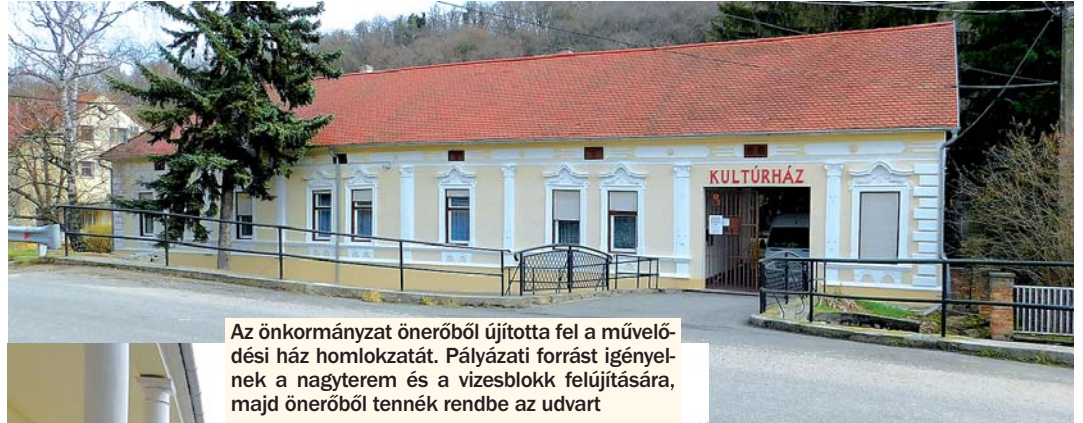 KULTÚRHÁZ
Az önkormányzat önerőből újította fel a művelő-
dési ház homlokzatát. Pályázati forrást igényel-
nek a nagyterem és a vizesblokk felújítására,
majd önerőből tennék rendbe az udvart